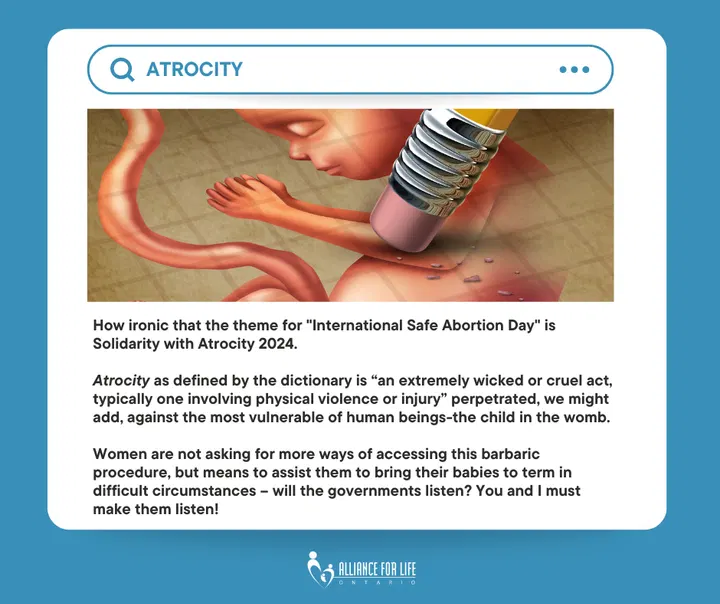 ATROCITY
How ironic that the theme for "International Safe Abortion Day" is
Solidarity with Atrocity 2024.
Atrocity as defined by the dictionary is “an extremely wicked or cruel act,
typically one involving physical violence or injury” perpetrated, we might
add, against the most vulnerable of human beings-the child in the womb.
Women are not asking for more ways of accessing this barbaric
procedure, but means to assist them to bring their babies to term in
difficult circumstances – will the governments listen? You and I must
make them listen!
ALLIANCE FOR LIFE
ONTARIO